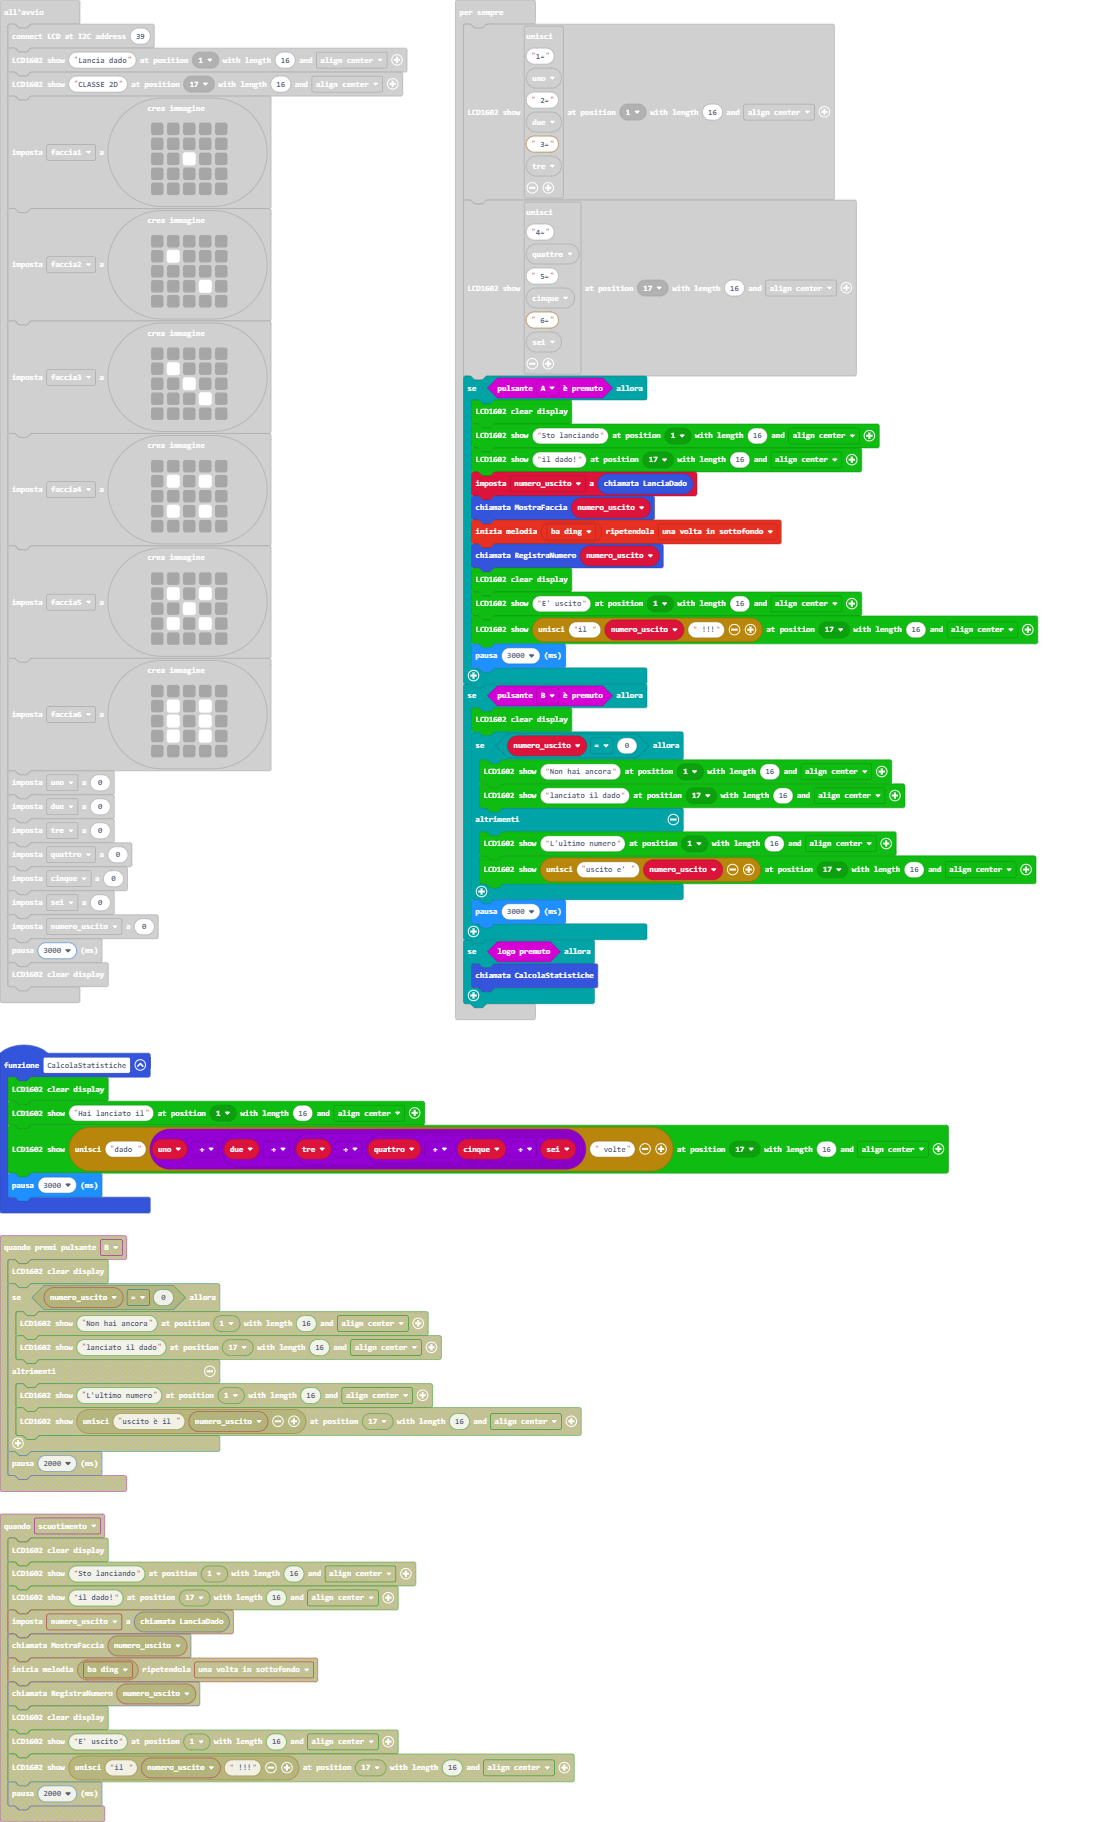 all'avvio
connect LCD at I2C address 39
LCD1602 show "Lancia dado" at position 1 with length 16 and align center
LCD1602 show "CLASSE 2D" at position 17 with length 16 and align center
crea immagine
imposta faccia1 a
crea immagine
imposta faccia2 a
crea immagine
imposta faccia3 a
crea immagine
imposta faccia4 a
crea immagine
imposta faccia5 a
crea immagine
imposta faccia6 a
imposta uno a 0
imposta due a 0
imposta tre a 0
imposta quattro a 0
imposta cinque a 0
imposta sei a 0
imposta numero_uscito a 0
pausa 3000 (ms)
LCD1602 clear display
per sempre
unisci
"1="
uno
" 2="
due
LCD1602 show at position 1 with length 16 and align center
" 3="
tre
unisci
"4="
quattro
" 5="
LCD1602 show at position 17 with length 16 and align center
cinque
" 6="
sei
se pulsante A è premuto allora
LCD1602 clear display
LCD1602 show "Sto lanciando" at position 1 with length 16 and align center
LCD1602 show "il dado!" at position 17 with length 16 and align center
imposta numero_uscito a chiamata LanciaDado
chiamata MostraFaccia numero_uscito
inizia melodia ba ding ripetendola una volta in sottofondo
chiamata RegistraNumero numero_uscito
LCD1602 clear display
LCD1602 show "E' uscito" at position 1 with length 16 and align center
LCD1602 show unisci "il " numero_uscito " !!!" at position 17 with length 16 and align center
pausa 3000 (ms)
se pulsante B è premuto allora
LCD1602 clear display
se numero_uscito = 0 allora
LCD1602 show "Non hai ancora" at position 1 with length 16 and align center
LCD1602 show "lanciato il dado" at position 17 with length 16 and align center
altrimenti
LCD1602 show "L'ultimo numero" at position 1 with length 16 and align center
LCD1602 show unisci "uscito e' " numero_uscito at position 17 with length 16 and align center
pausa 3000 (ms)
se logo premuto allora
chiamata CalcolaStatistiche
funzione CalcolaStatistiche
LCD1602 clear display
LCD1602 show "Hai lanciato il" at position 1 with length 16 and align center
LCD1602 show unisci "dado " uno + due + tre + quattro + cinque + sei " volte" at position 17 with length 16 and align center
pausa 3000 (ms)
quando premi pulsante B
LCD1602 clear display
se numero_uscito = 0 allora
LCD1602 show "Non hai ancora" at position 1 with length 16 and align center
LCD1602 show "lanciato il dado" at position 17 with length 16 and align center
altrimenti
LCD1602 show "L'ultimo numero" at position 1 with length 16 and align center
LCD1602 show unisci "uscito è il " numero_uscito at position 17 with length 16 and align center
pausa 2000 (ms)
quando scuotimento
LCD1602 clear display
LCD1602 show "Sto lanciando" at position 1 with length 16 and align center
LCD1602 show "il dado!" at position 17 with length 16 and align center
imposta numero_uscito a chiamata LanciaDado
chiamata MostraFaccia numero_uscito
inizia melodia ba ding ripetendola una volta in sottofondo
chiamata RegistraNumero numero_uscito
LCD1602 clear display
LCD1602 show "E' uscito" at position 1 with length 16 and align center
LCD1602 show unisci "il " numero_uscito " !!!" at position 17 with length 16 and align center
pausa 2000 (ms)